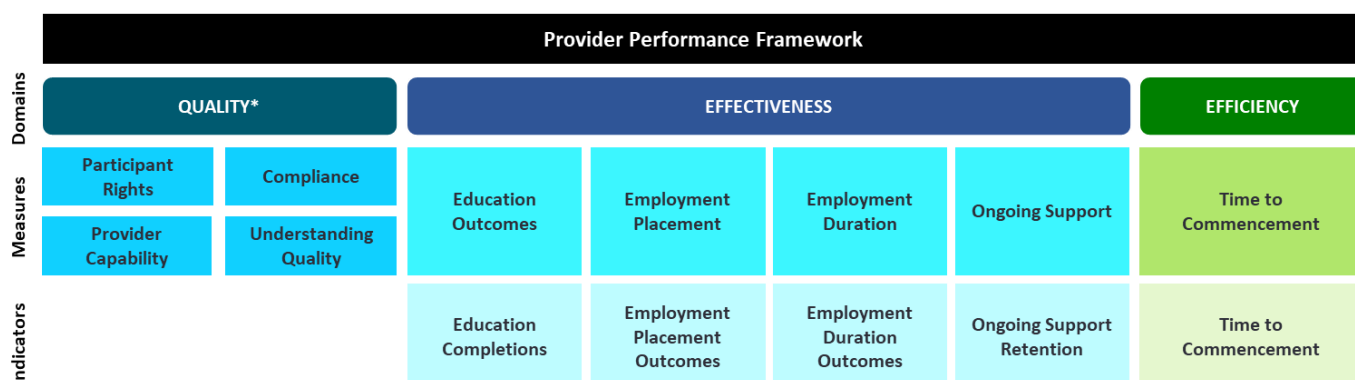 Provider Performance Framework
Domains
QUALITY*
EFFECTIVENESS
EFFICIENCY
Measures
Participant
Rights
Compliance
Provider
Capability
Understanding
Quality
Education
Outcomes
Employment
Placement
Employment
Duration
Ongoing Support
Time to
Commencement
ndicators
Education
Completions
Employment
Placement
Outcomes
Employment
Duration
Outcomes
Ongoing Support
Retention
Time to
Commencement